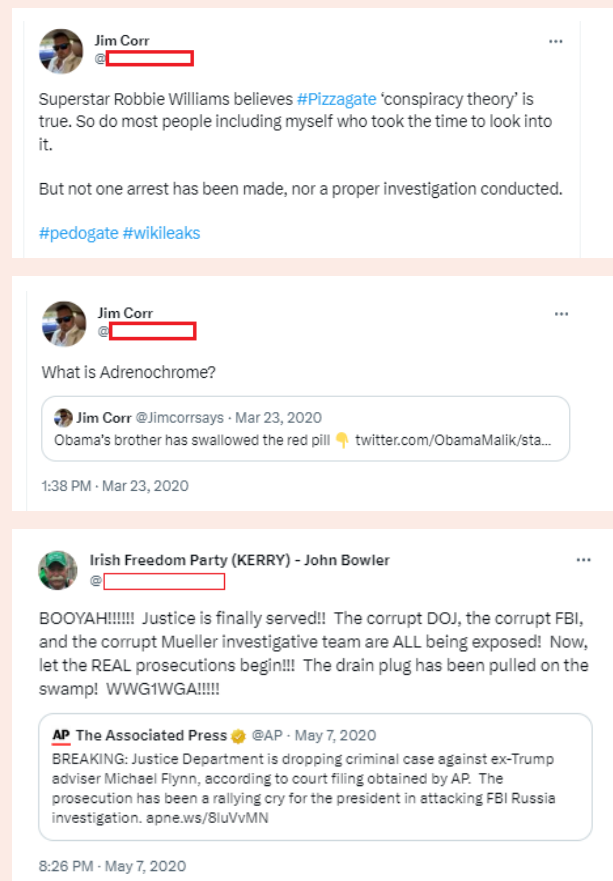 Jim Corr
@
Superstar Robbie Williams believes #Pizzagate ‘conspiracy theory’ is
true. So do most people including myself who took the time to look into
it.
But not one arrest has been made, nor a proper investigation conducted.
#pedogate #wikileaks
Jim Corr
@
What is Adrenochrome?
Jim Corr @Jimcorrsays · Mar 23, 2020
Obama's brother has swallowed the red pill 👇 twitter.com/ObamaMalik/sta...
1:38 PM · Mar 23, 2020
Irish Freedom Party (KERRY) - John Bowler
@
BOOYAH!!!!!! Justice is finally served!! The corrupt DOJ, the corrupt FBI,
and the corrupt Mueller investigative team are ALL being exposed! Now,
let the REAL prosecutions begin!!! The drain plug has been pulled on the
swamp! WWG1WGA!!!!!
AP The Associated Press @AP · May 7, 2020
BREAKING: Justice Department is dropping criminal case against ex-Trump
adviser Michael Flynn, according to court filing obtained by AP. The
prosecution has been a rallying cry for the president in attacking FBI Russia
investigation. apne.ws/8luVvMN
8:26 PM · May 7, 2020